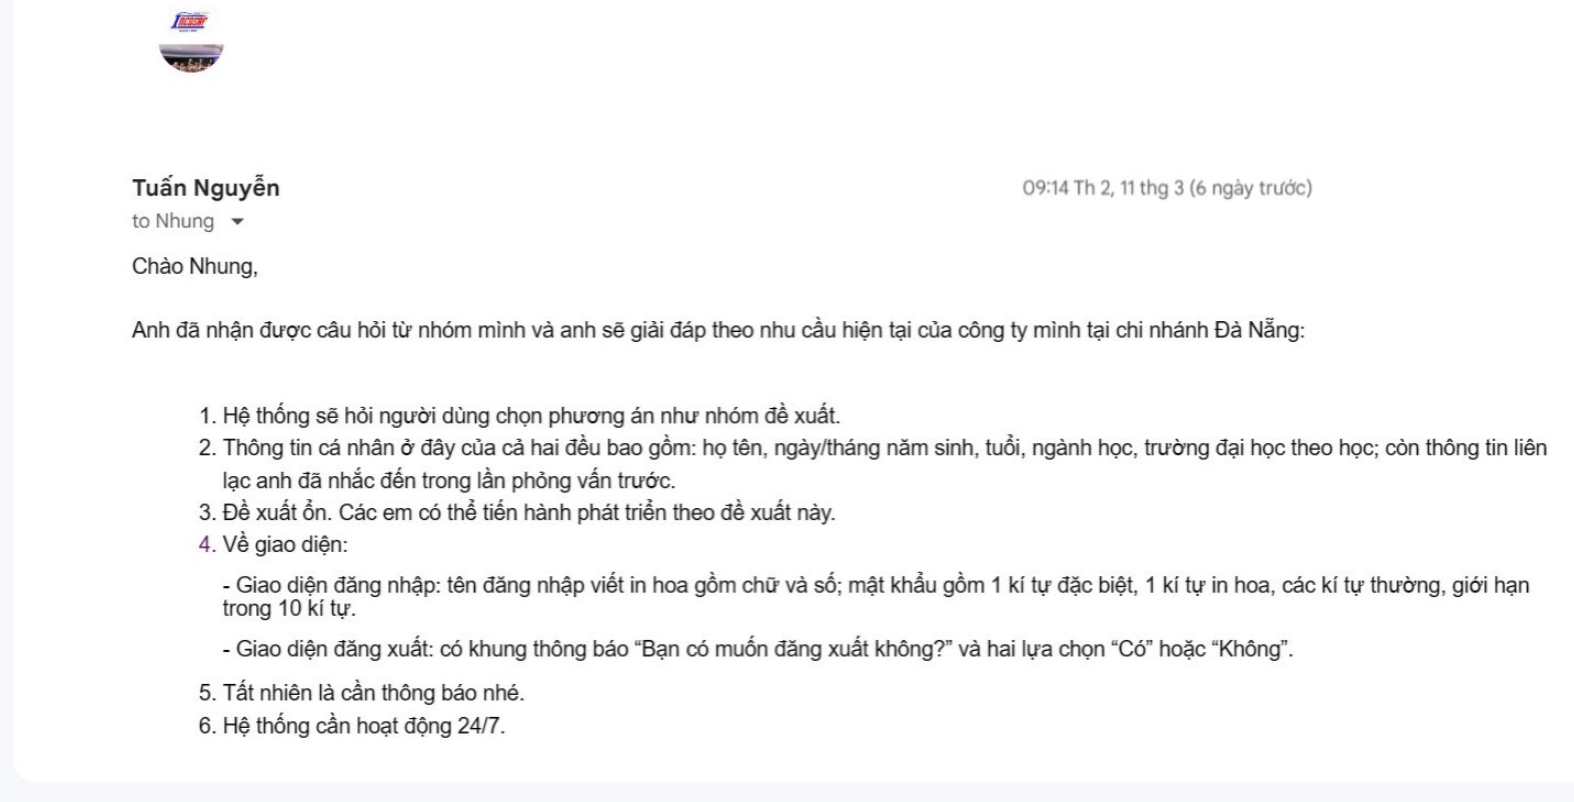 Tuấn Nguyễn
09:14 Th 2, 11 thg 3 (6 ngày trước)
to Nhung
Chào Nhung,
Anh đã nhận được câu hỏi từ nhóm mình và anh sẽ giải đáp theo nhu cầu hiện tại của công ty mình tại chi nhánh Đà Nẵng:
1. Hệ thống sẽ hỏi người dùng chọn phương án như nhóm đề xuất.
2. Thông tin cá nhân ở đây của cả hai đều bao gồm: họ tên, ngày/tháng năm sinh, tuổi, ngành học, trường đại học theo học; còn thông tin liên
lạc anh đã nhắc đến trong lần phỏng vấn trước.
3. Đề xuất ổn. Các em có thể tiến hành phát triển theo đề xuất này.
4. Về giao diện:
- Giao diện đăng nhập: tên đăng nhập viết in hoa gồm chữ và số; mật khẩu gồm 1 kí tự đặc biệt, 1 kí tự in hoa, các kí tự thường, giới hạn
trong 10 kí tự.
- Giao diện đăng xuất: có khung thông báo “Bạn có muốn đăng xuất không?” và hai lựa chọn “Có” hoặc “Không”.
5. Tất nhiên là cần thông báo nhé.
6. Hệ thống cần hoạt động 24/7.